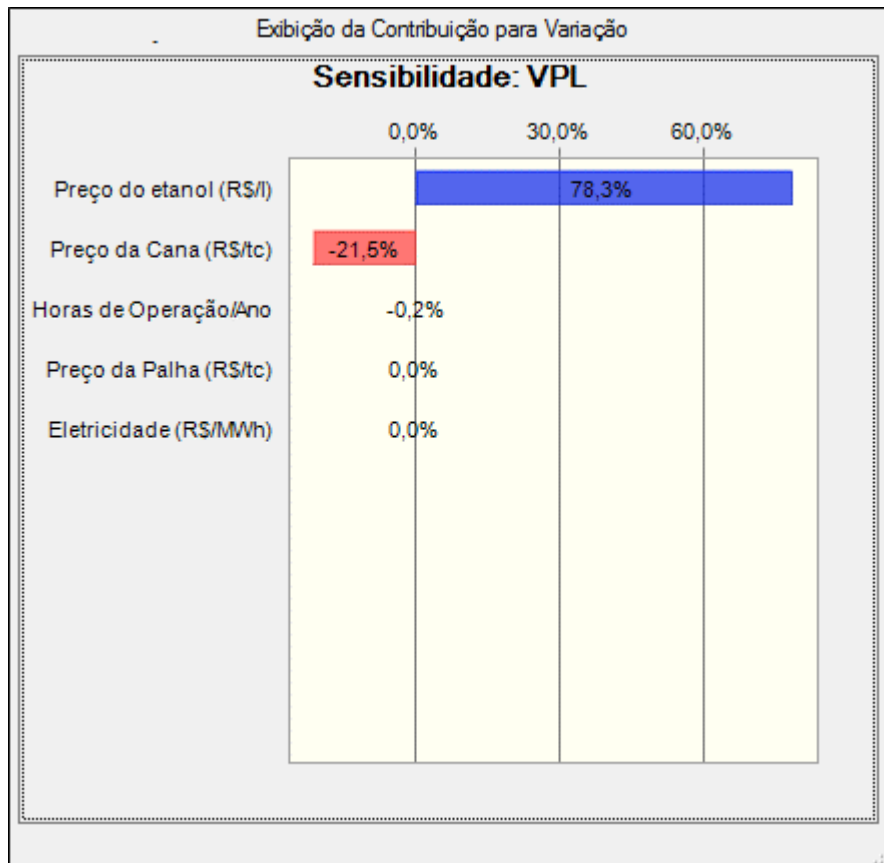 Exibição da Contribuição para Variação
Sensibilidade: VPL
0,0% 30,0% 60,0%
Preço do etanol (R$/l) 78,3%
Preço da Cana (R$/tc) -21,5%
Horas de Operação/Ano -0,2%
Preço da Palha (R$/tc) 0,0%
Eletricidade (R$/MWh) 0,0%